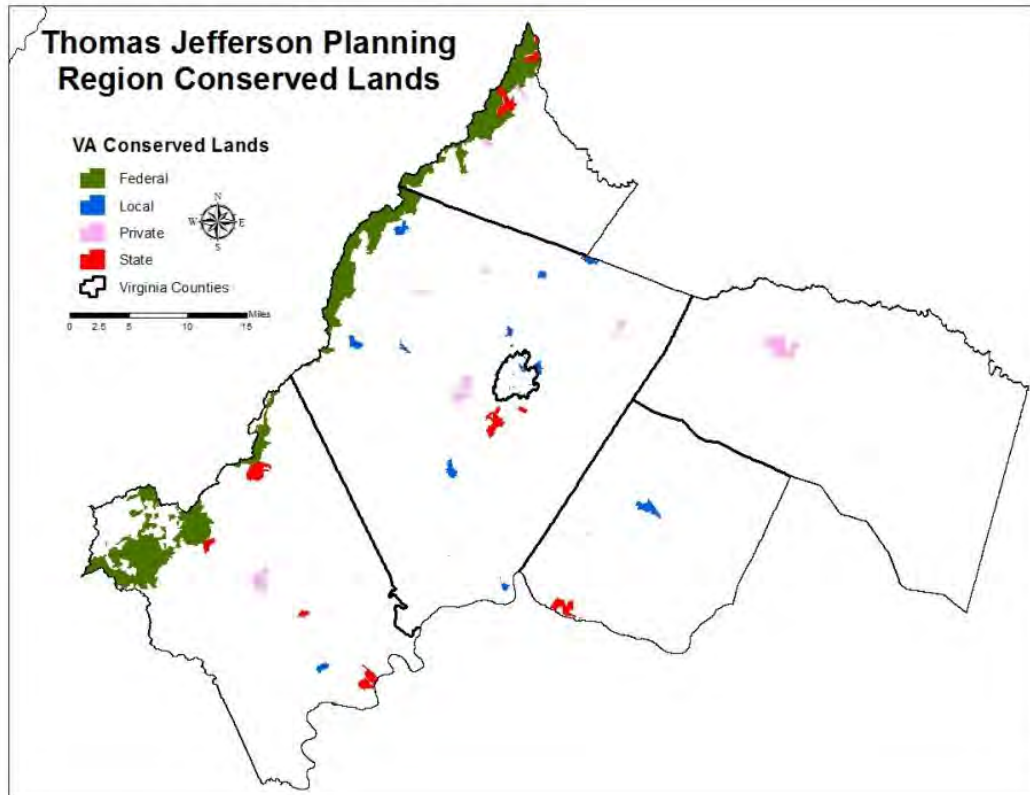 Thomas Jefferson Planning
Region Conserved Lands
VA Conserved Lands
Federal
Local
Private
State
Virginia Counties
N
W E
S
Miles
0 2.5 5 10 15